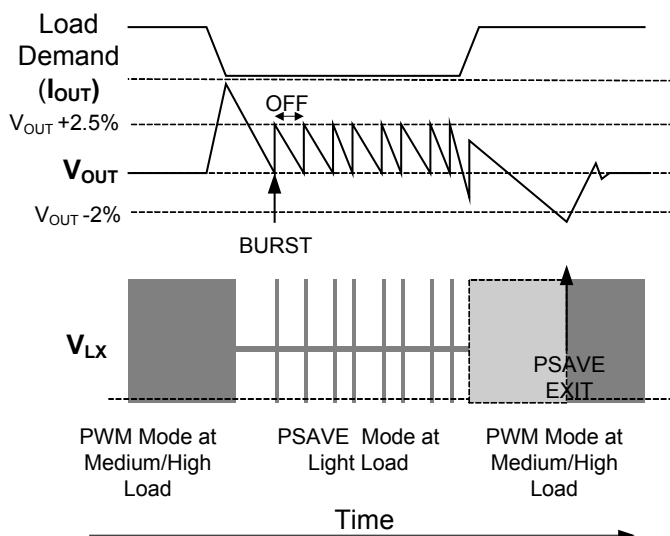 Load
Demand
(IOUT)
OFF
VOUT +2.5%
VOUT
VOUT -2%
BURST
VLX
PSAVE
EXIT
PWM Mode at
Medium/High
Load
PSAVE Mode at
Light Load
PWM Mode at
Medium/High
Load
Time